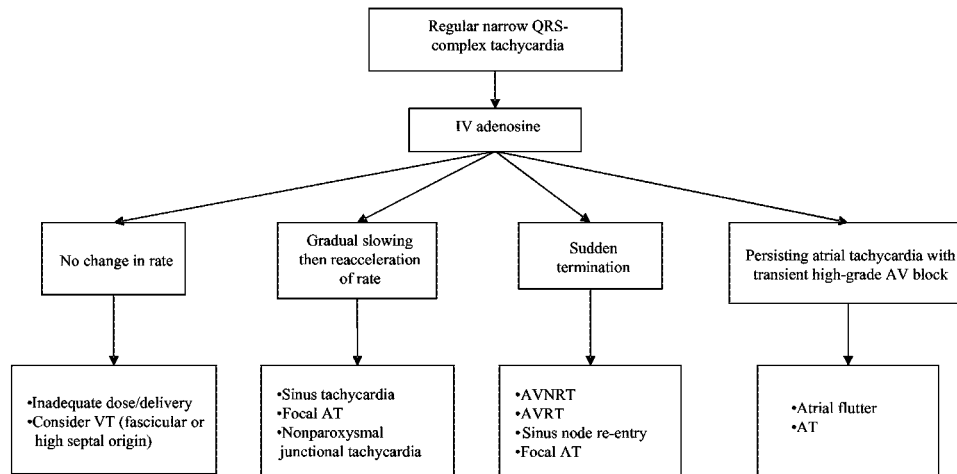 Regular narrow QRS-
complex tachycardia
IV adenosine
No change in rate
Gradual slowing
then reacceleration
of rate
Sudden
termination
Persisting atrial tachycardia with
transient high-grade AV block
•Inadequate dose/delivery
•Consider VT (fascicular or
high septal origin)
•Sinus tachycardia
•Focal AT
•Nonparoxysmal
junctional tachycardia
•AVNRT
•AVRT
•Sinus node re-entry
•Focal AT
•Atrial flutter
•AT